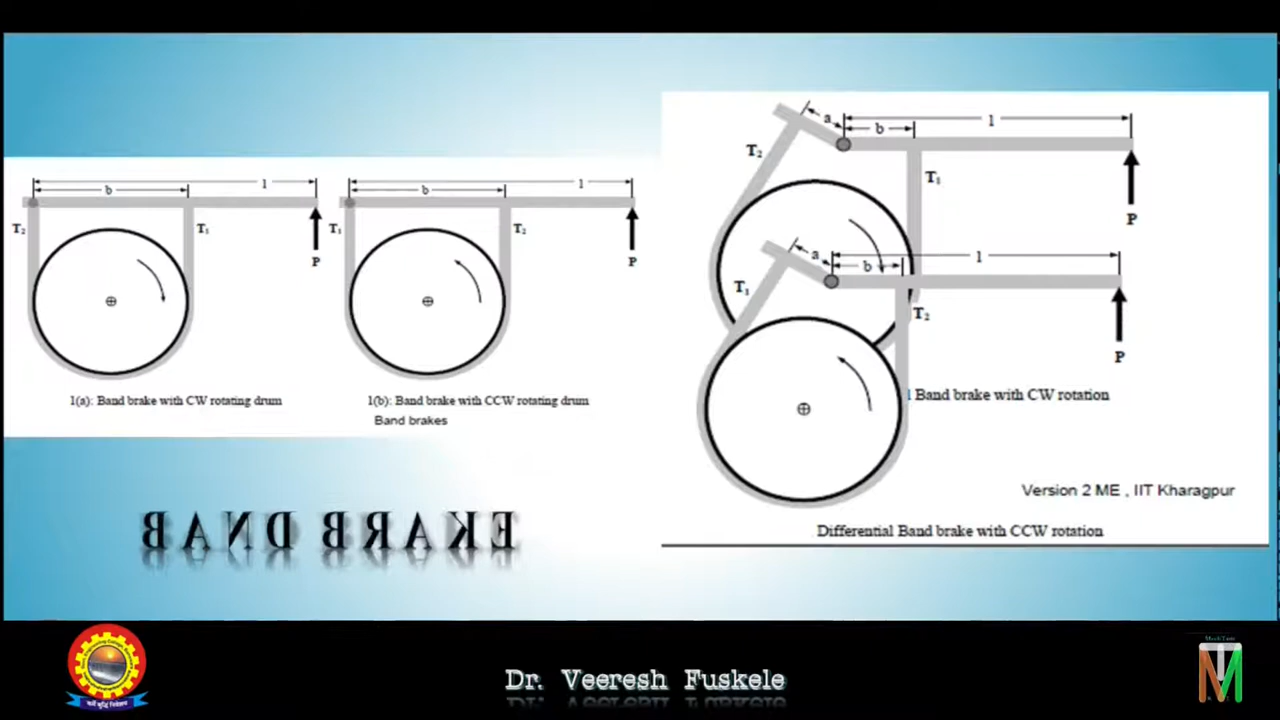 b
l
T₂
T₁
P
1(a): Band brake with CW rotating drum
b
l
T₁
T₂
P
1(b): Band brake with CCW rotating drum
Band brakes
a
b
l
T₂
T₁
P
a
b
l
T₁
T₂
P
l Band brake with CW rotation
Version 2 ME , IIT Kharagpur
Differential Band brake with CCW rotation
BAND BRAKE
Dr. Veeresh Fuskele